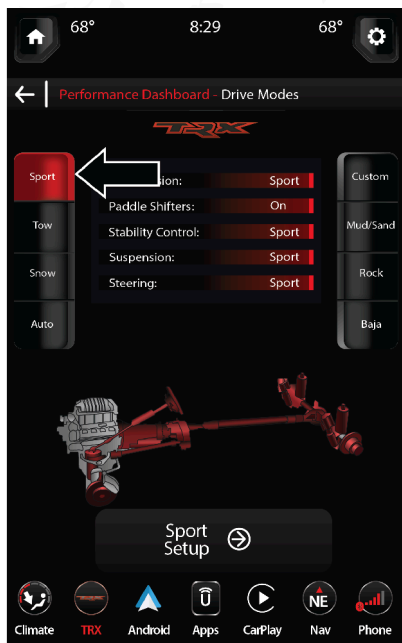 68° 8:29 68°
Performance Dashboard - Drive Modes
TRX
Sport
Tow
Snow
Auto
sion: Sport
Paddle Shifters: On
Stability Control: Sport
Suspension: Sport
Steering: Sport
Custom
Mud/Sand
Rock
Baja
Sport
Setup
Climate TRX Android Apps CarPlay Nav Phone
NE